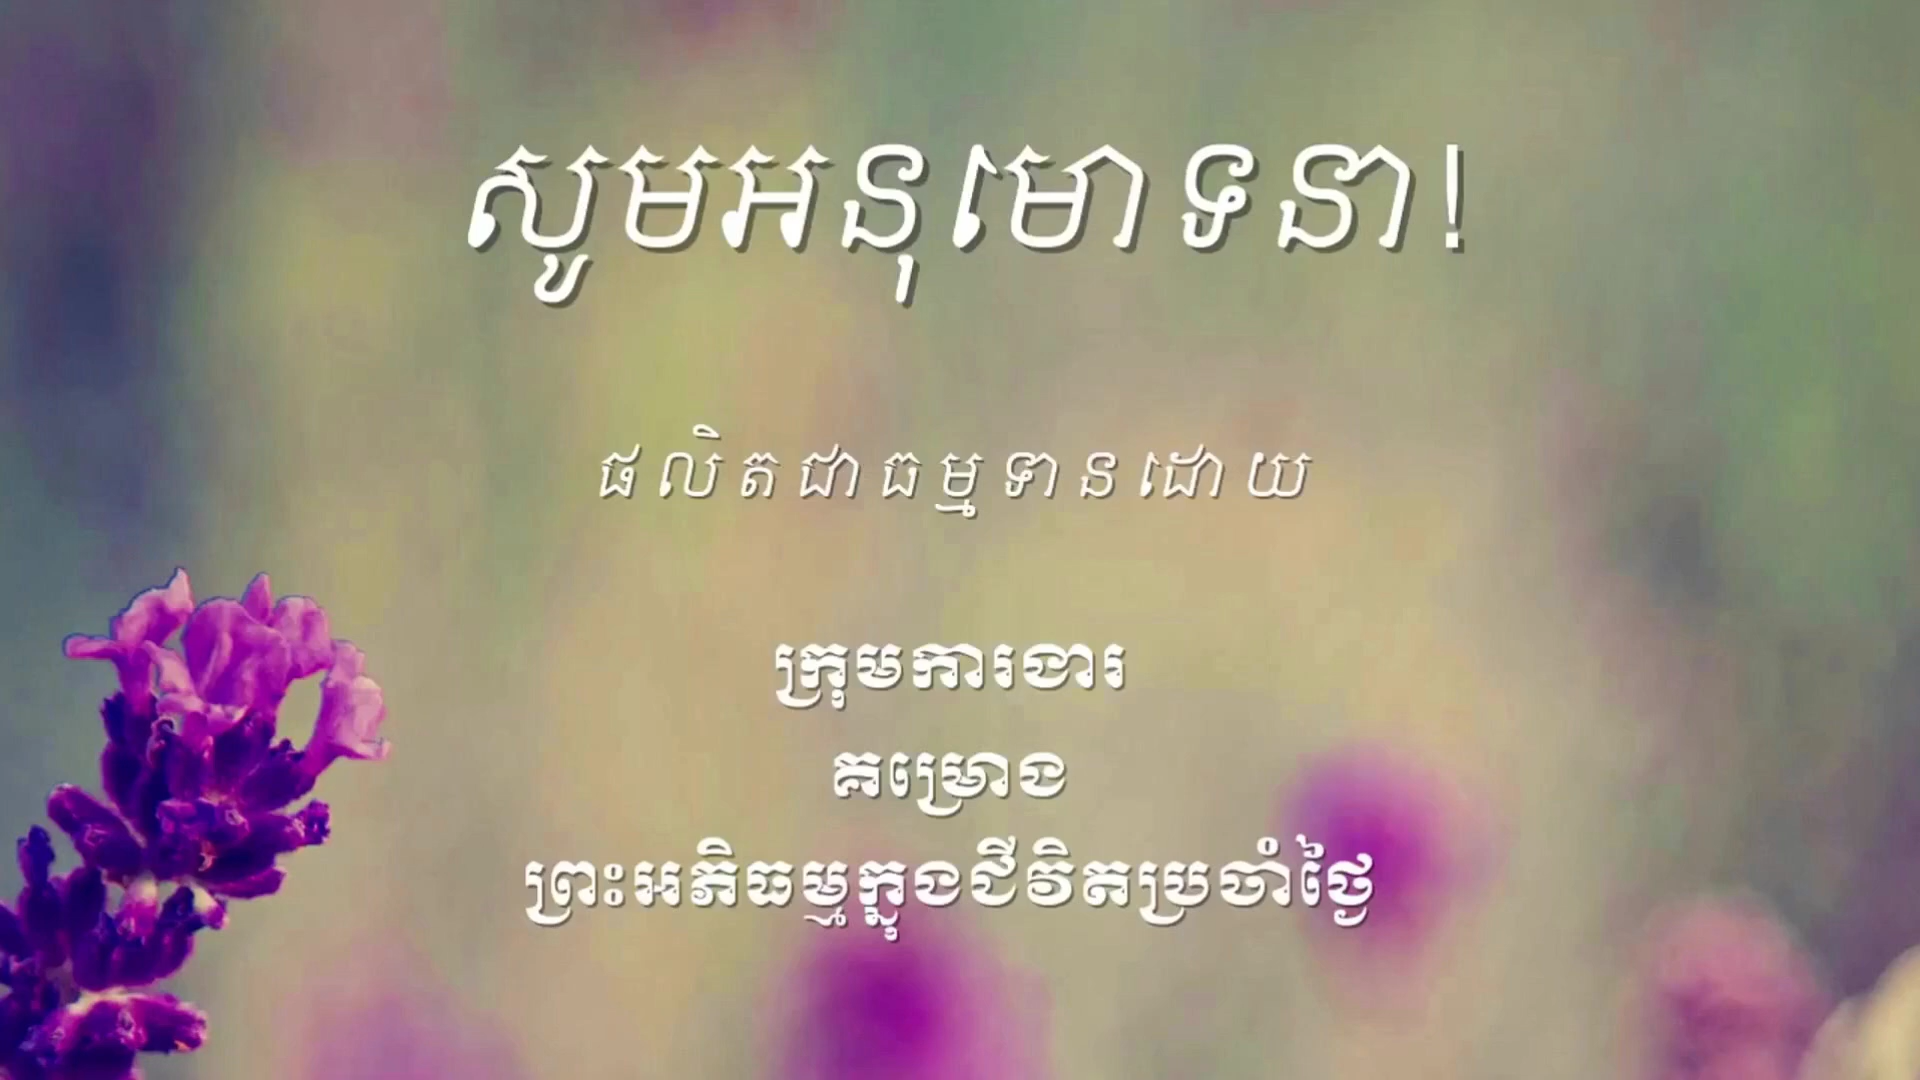 សូមអនុមោទនា!
ផលិតជាធម្មទានដោយ
ក្រុមការងារ
គម្រោង
ព្រះអភិធម្មក្នុងជីវិតប្រចាំថ្ងៃ